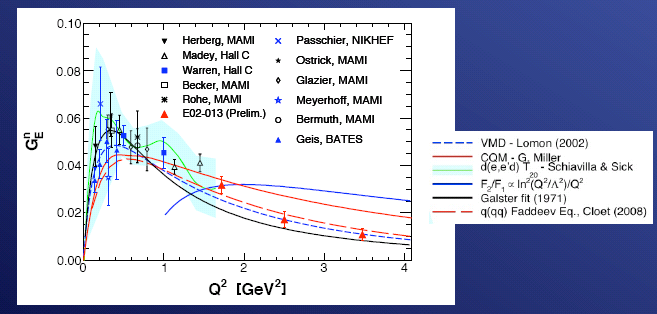 0.10
0.08
0.06
0.04
0.02
0.00
G_E^n
Herberg, MAMI
Madey, Hall C
Warren, Hall C
Becker, MAMI
Rohe, MAMI
E02-013 (Prelim.)
Passchier, NIKHEF
Ostrick, MAMI
Glazier, MAMI
Meyerhoff, MAMI
Bermuth, MAMI
Geis, BATES
0 1 2 3 4
Q² [GeV²]
VMD - Lomon (2002)
CQM - G. Miller
d(e,e'd) T₂₀ - Schiavilla & Sick
F₂/F₁ ∝ ln²(Q²/Λ²)/Q²
Galster fit (1971)
q(qq) Faddeev Eq., Cloet (2008)